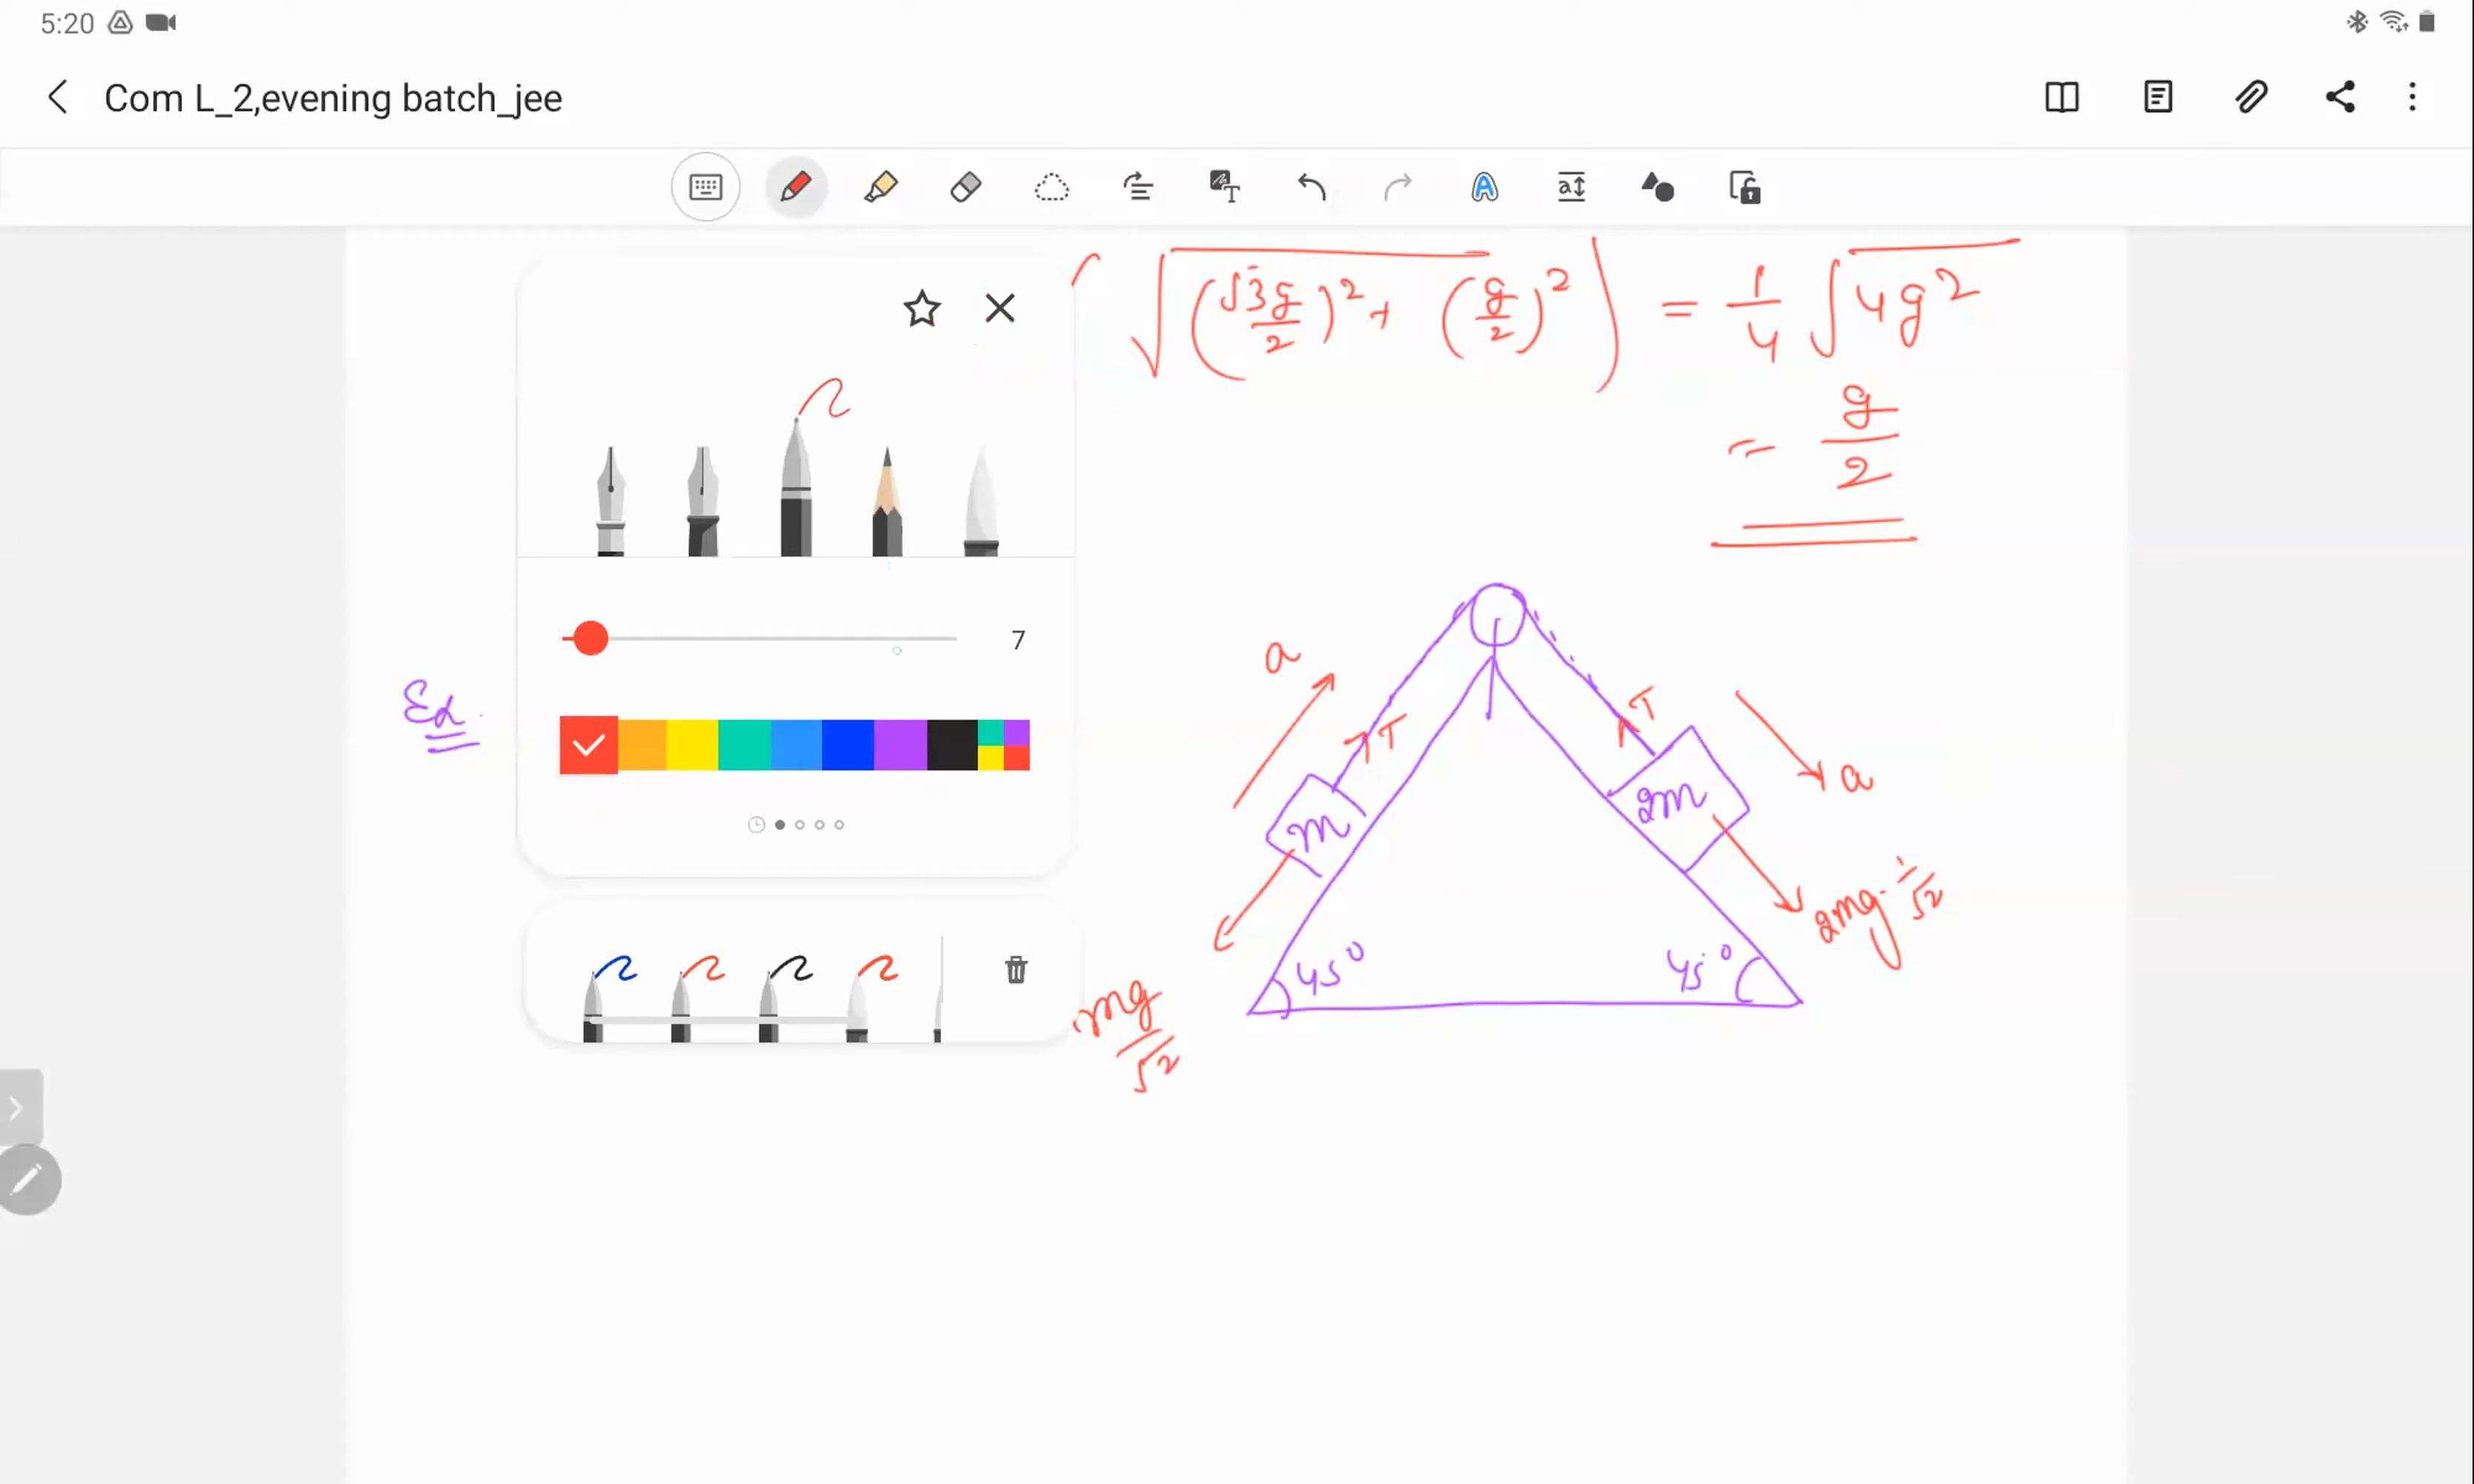 5:20
Com L_2,evening batch_jee
√((√3g/2)² + (g/2)²) = 1/4 √4g²
= g/2
7
Ex.
a
T
T
a
m
2m
2mg·1/√2
45°
45°
mg/√2